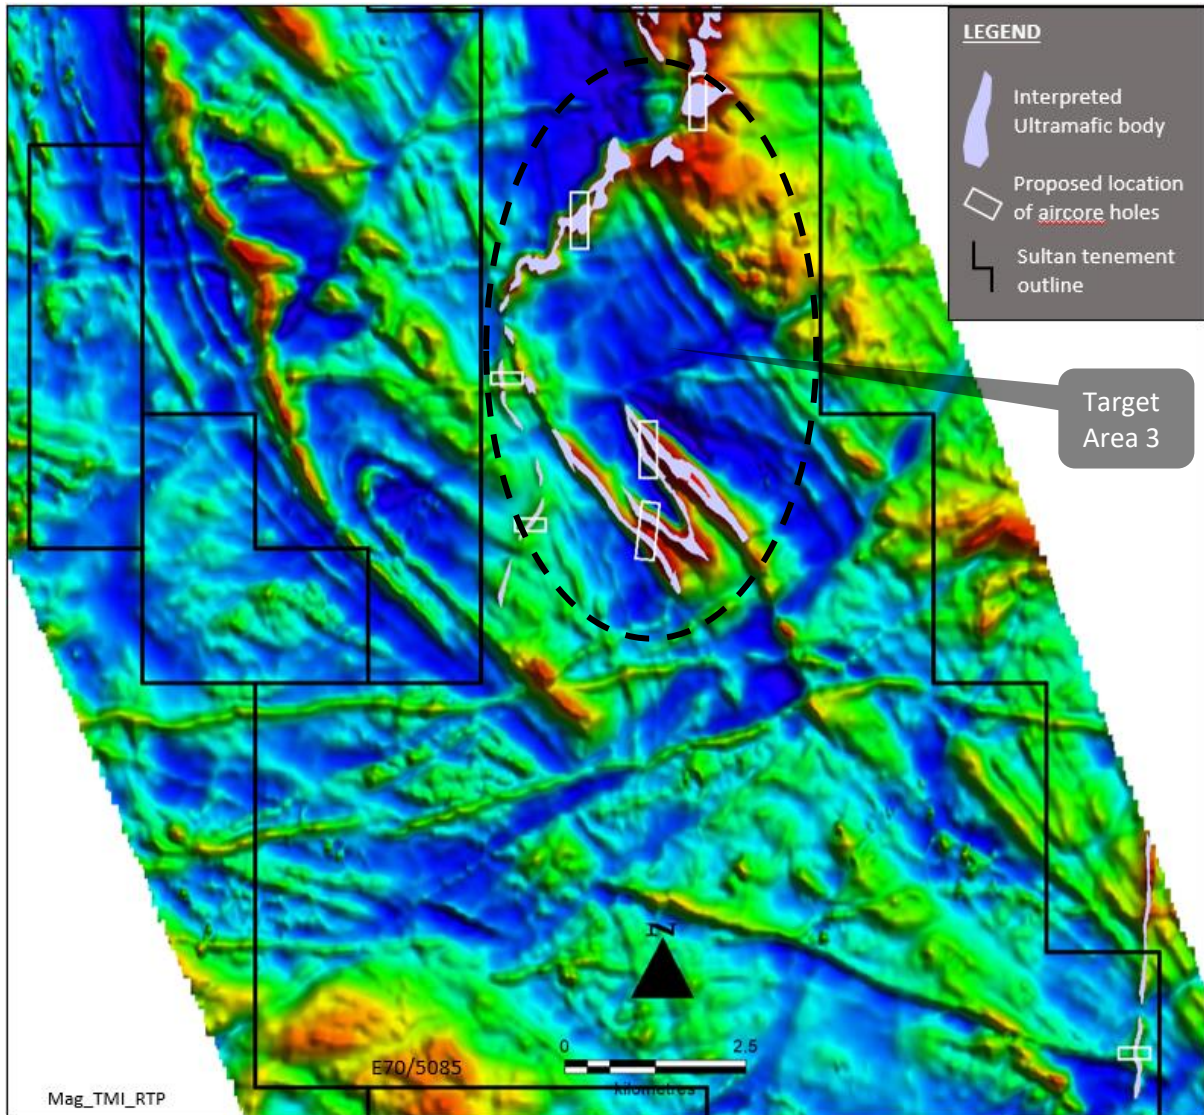 LEGEND
Interpreted
Ultramafic body
Proposed location
of aircore holes
Sultan tenement
outline
Target
Area 3
N
0 2.5
kilometres
E70/5085
Mag_TMI_RTP